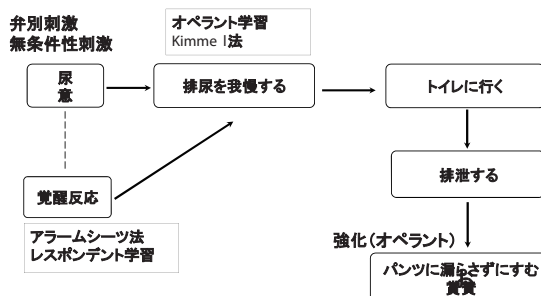 弁別刺激
無条件性刺激
オペラント学習
Kimmel法
尿
意
排尿を我慢する
トイレに行く
覚醒反応
排泄する
アラームシーツ法
レスポンデント学習
強化(オペラント)
パンツに漏らさずにすむ
賞賛